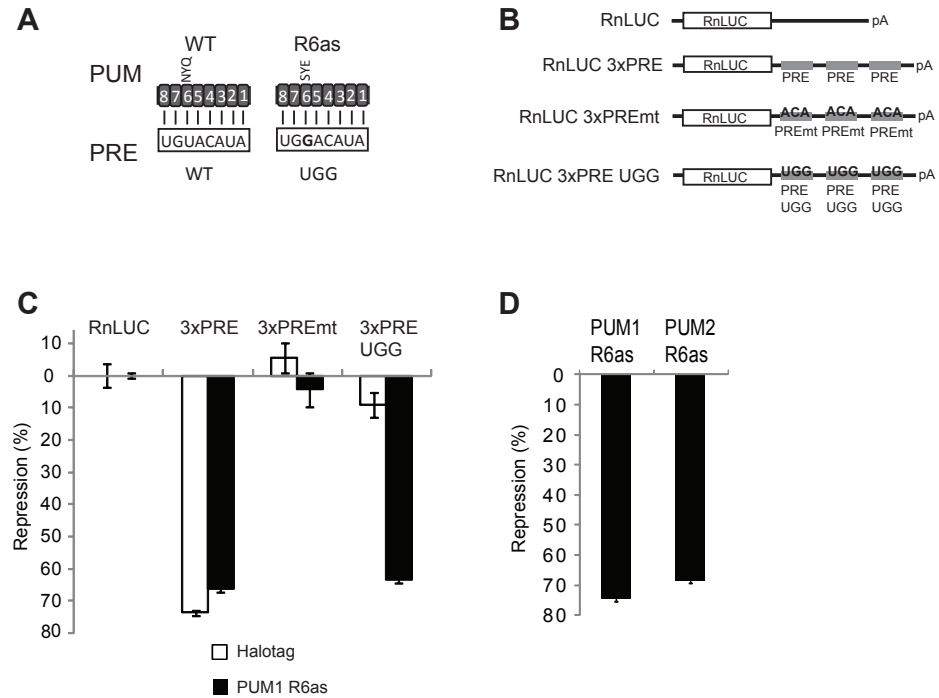 A
WT
R6as
PUM
NYQ
SYE
87654321
87654321
PRE
UGUACAUA
UGGACAUA
WT
UGG
B
RnLUC
RnLUC
pA
RnLUC 3xPRE
RnLUC
pA
PRE PRE PRE
RnLUC 3xPREmt
RnLUC
ACA ACA ACA
pA
PREmt PREmt PREmt
RnLUC 3xPRE UGG
RnLUC
UGG UGG UGG
pA
PRE PRE PRE
UGG UGG UGG
C
RnLUC 3xPRE 3xPREmt 3xPRE
UGG
Repression (%)
10
0
10
20
30
40
50
60
70
80
Halotag
PUM1 R6as
D
PUM1 PUM2
R6as R6as
Repression (%)
0
10
20
30
40
50
60
70
80